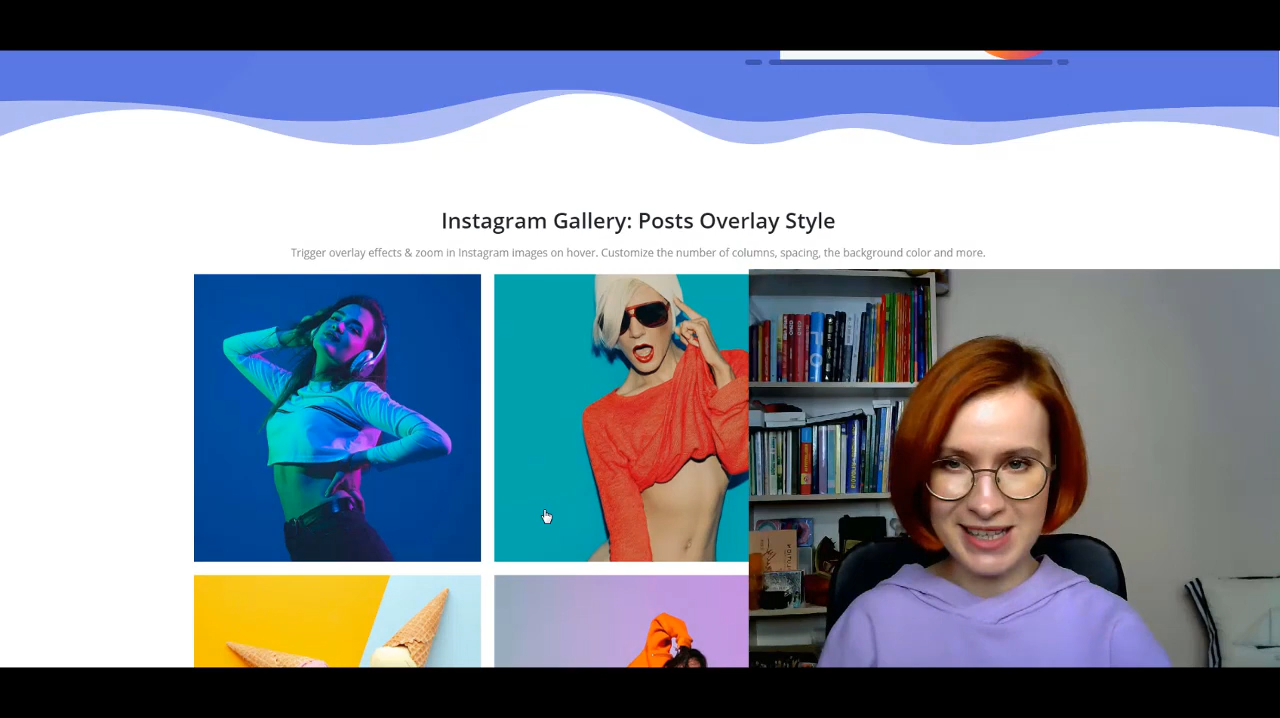 Instagram Gallery: Posts Overlay Style
Trigger overlay effects & zoom in Instagram images on hover. Customize the number of columns, spacing, the background color and more.